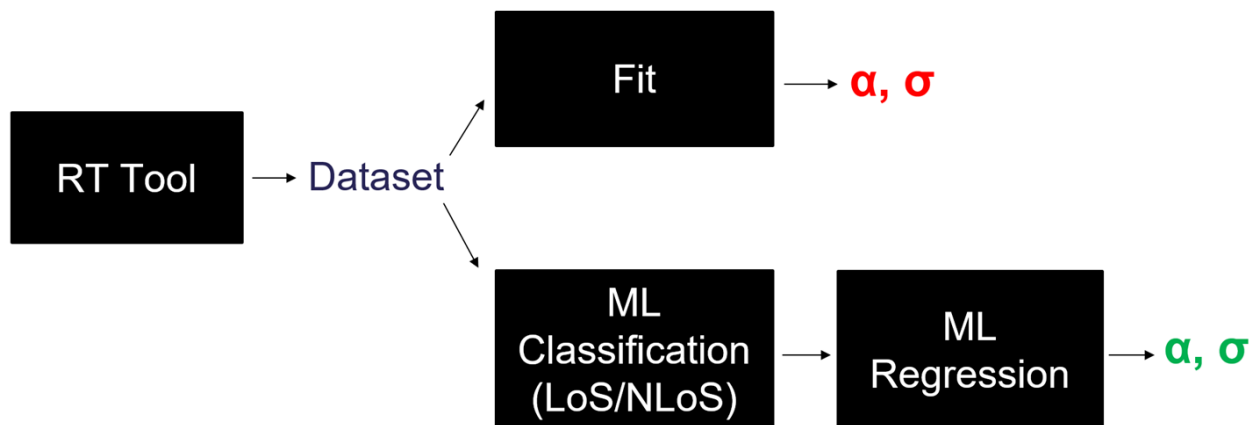 RT Tool
Dataset
Fit
α, σ
ML
Classification
(LoS/NLoS)
ML
Regression
α, σ